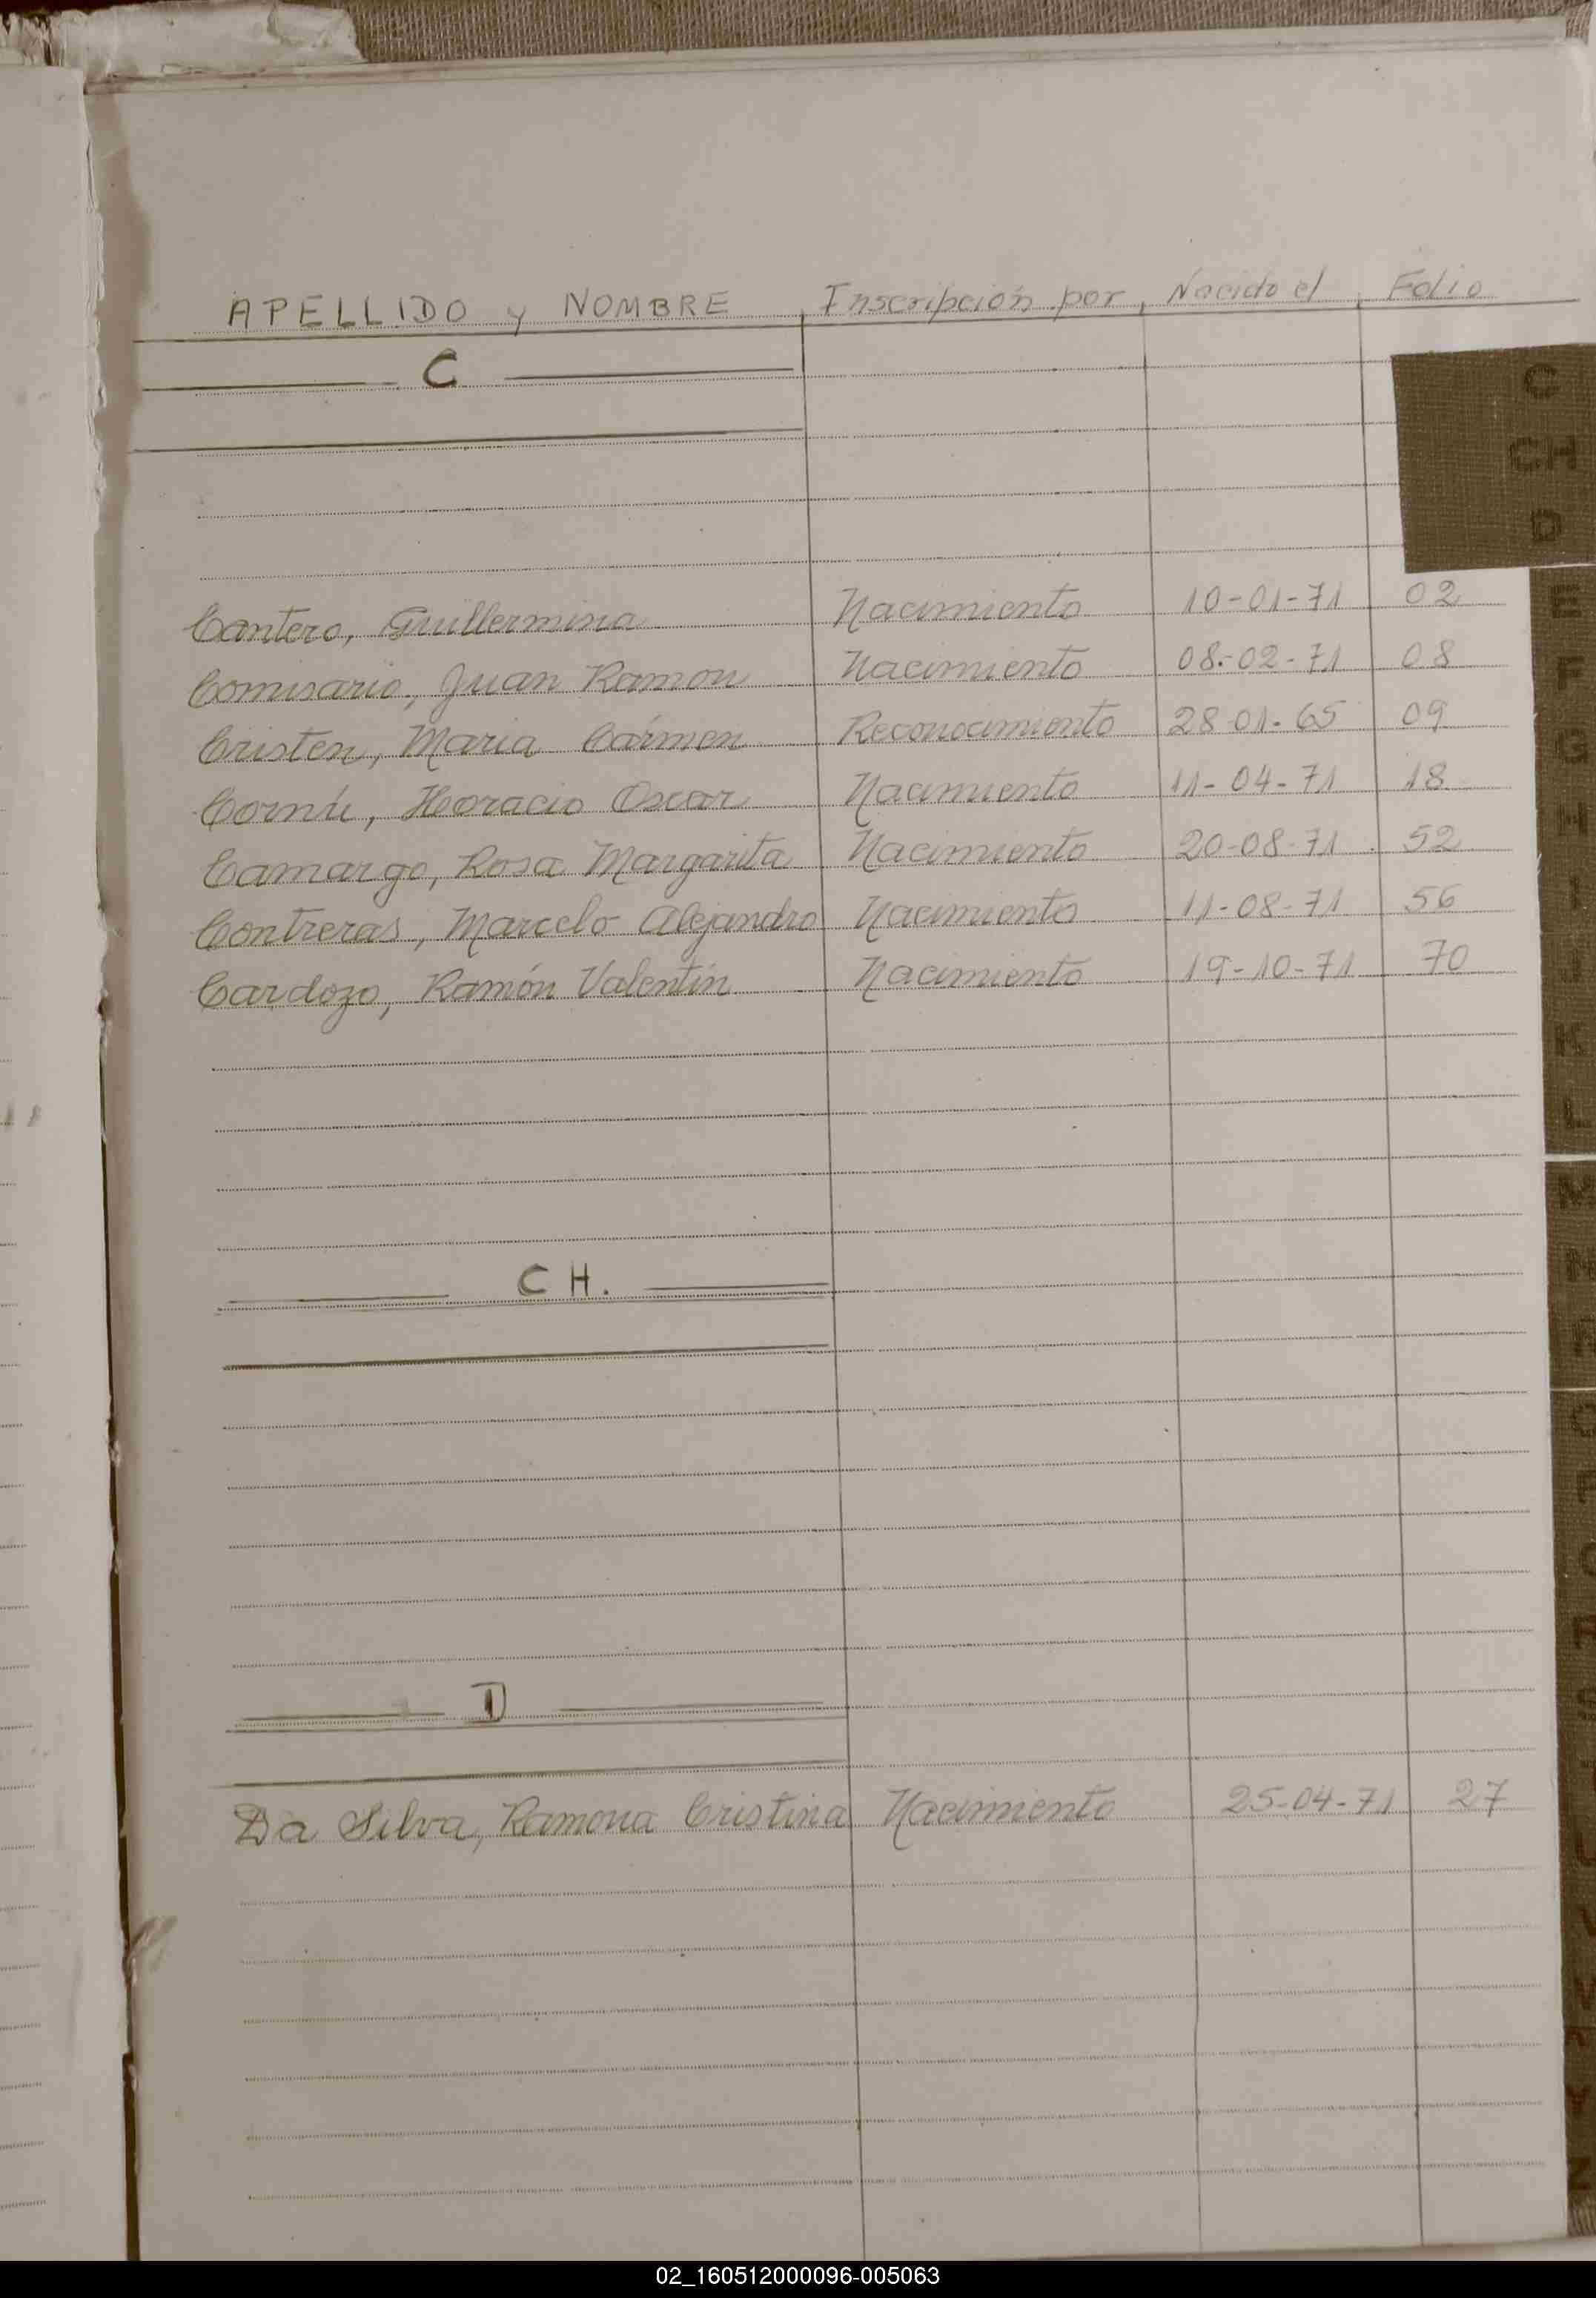 APELLIDO y NOMBRE Inscripción por Nacido el Folio
C
C
CH
D
Cantero, Guillermina Nacimiento 10-01-71 02
Comisario, Juan Ramon Nacimiento 08-02-71 08
Cristen, Maria Cármen Reconocimiento 28-01-65 09
Cornú, Horacio Oscar Nacimiento 11-04-71 18
Camargo, Rosa Margarita Nacimiento 20-08-71 52
Contreras, Marcelo Alejandro Nacimiento 11-08-71 56
Cardozo, Ramón Valentín Nacimiento 19-10-71 70
CH.
D
Da Silva, Ramona Cristina Nacimiento 25-04-71 27
E
F
G
H
I
J
K
L
M
N
02_160512000096-005063